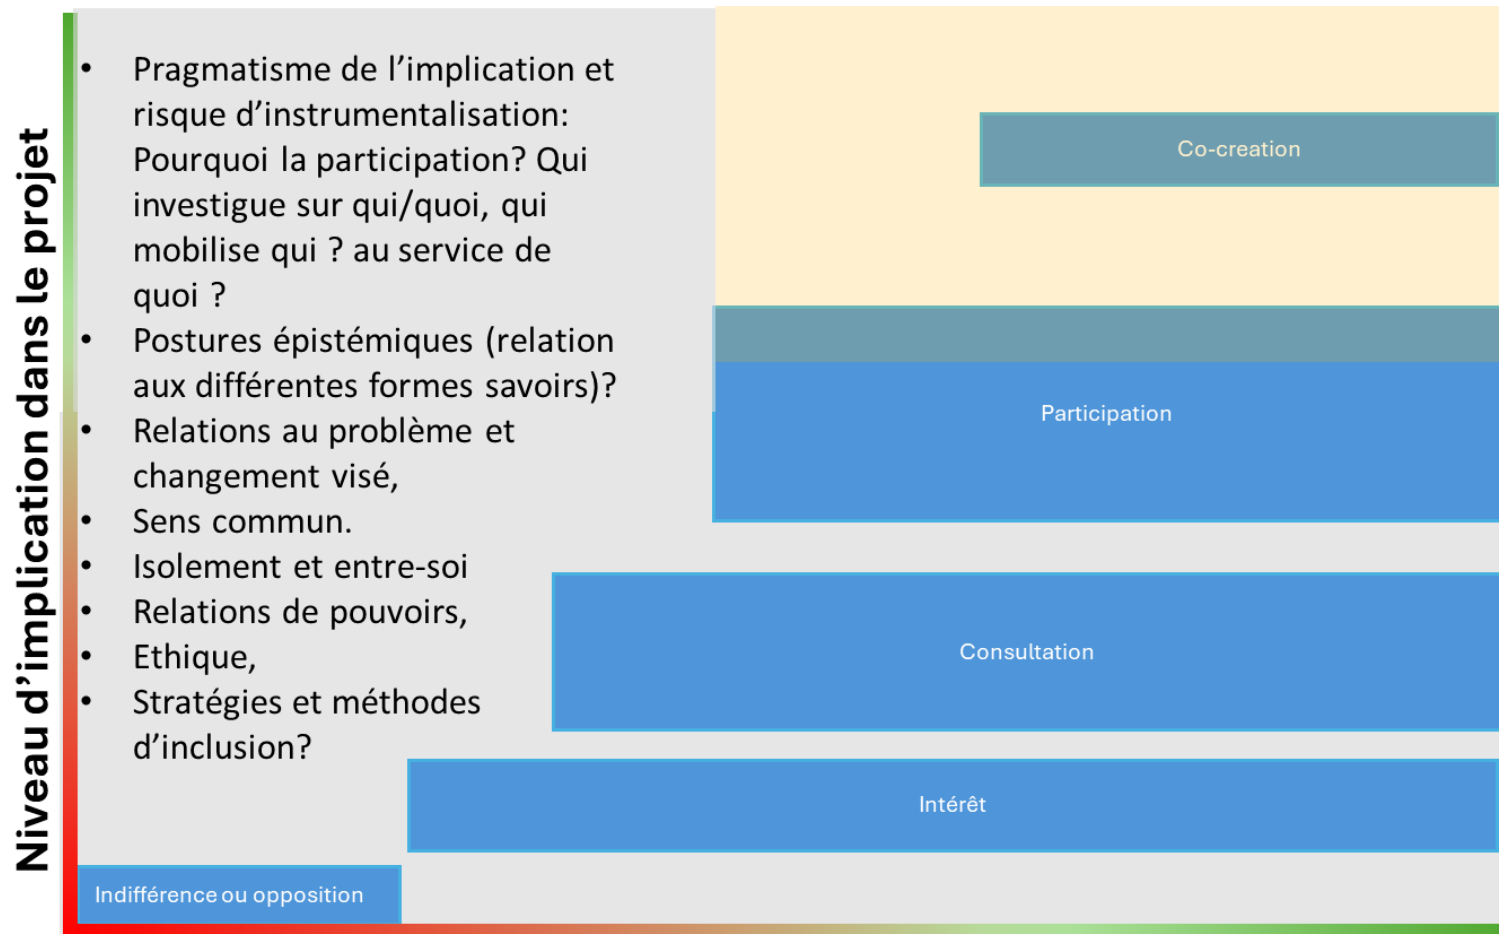 Niveau d’implication dans le projet
• Pragmatisme de l’implication et
risque d’instrumentalisation:
Pourquoi la participation? Qui
investigue sur qui/quoi, qui
mobilise qui ? au service de
quoi ?
• Postures épistémiques (relation
aux différentes formes savoirs)?
• Relations au problème et
changement visé,
• Sens commun.
• Isolement et entre-soi
• Relations de pouvoirs,
• Ethique,
• Stratégies et méthodes
d’inclusion?
Co-creation
Participation
Consultation
Intérêt
Indifférence ou opposition